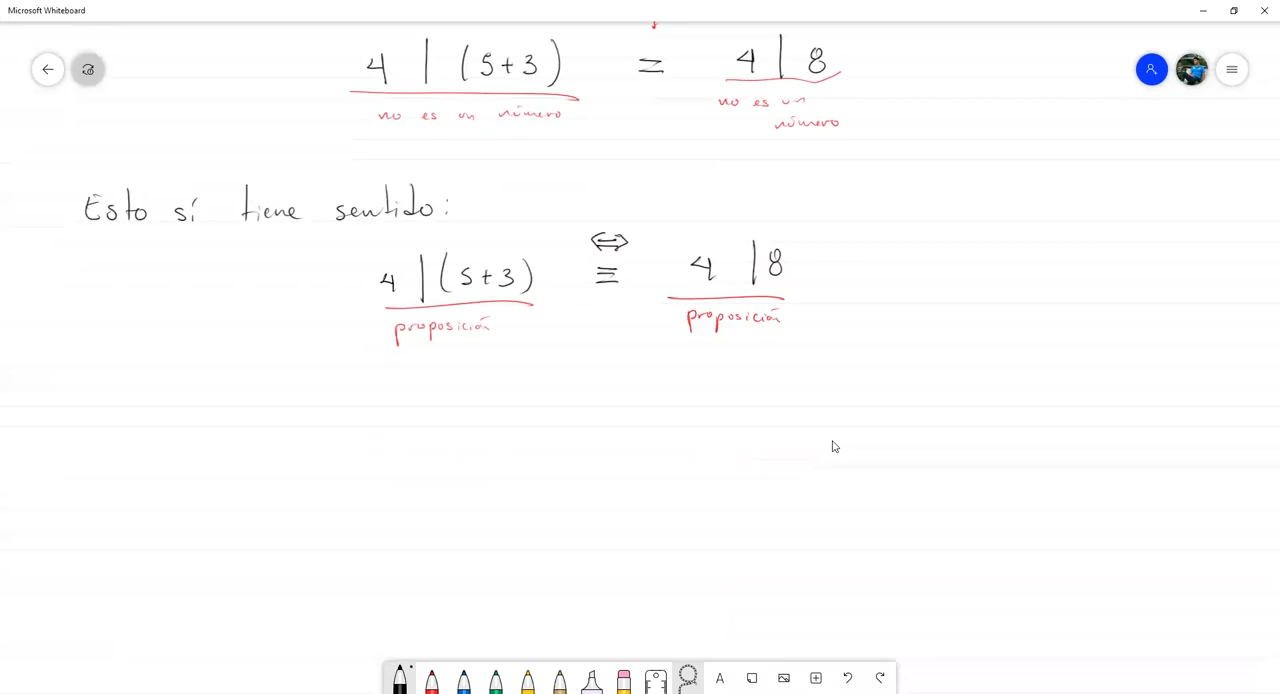 Microsoft Whiteboard
4 | (5+3) = 4 | 8
no es un número no es un
número
Esto sí tiene sentido:
⇔
4 | (5+3) ≡ 4 | 8
proposición proposición
A